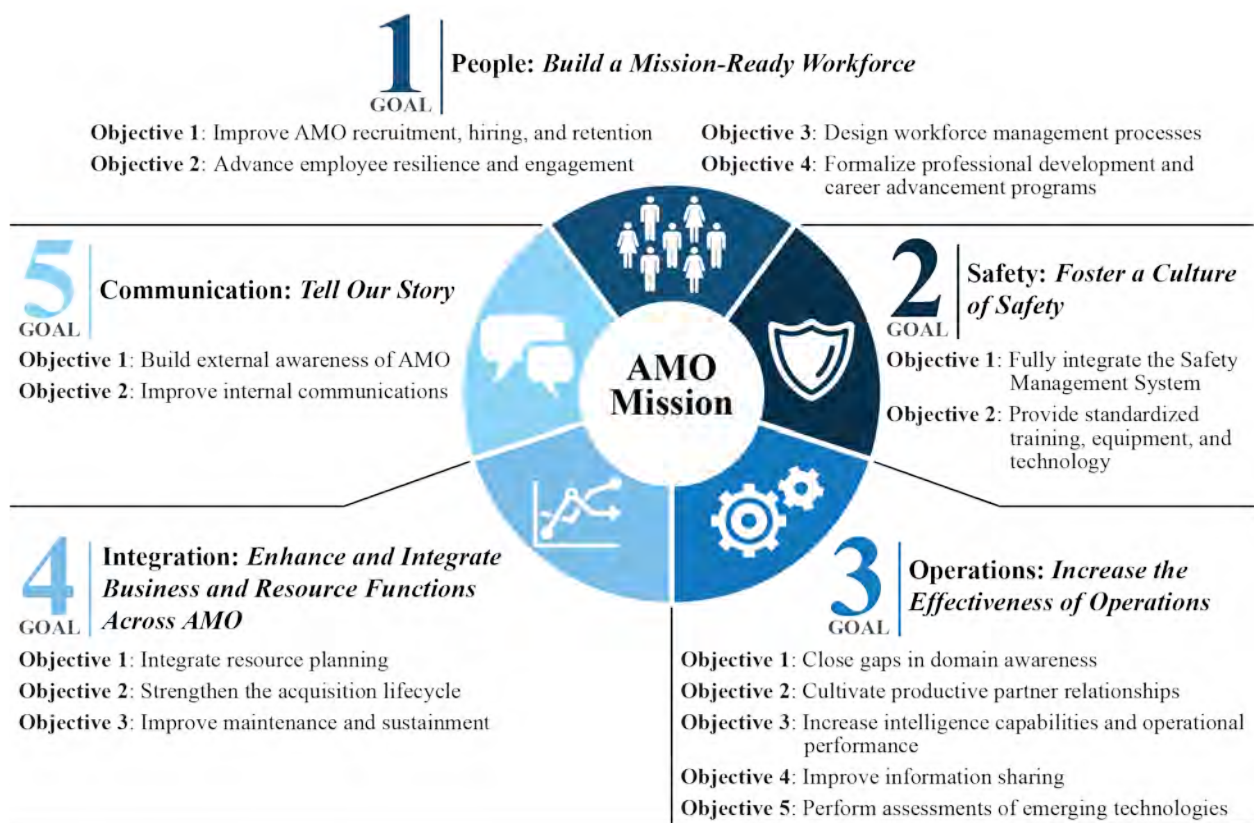 1
GOAL
People: Build a Mission-Ready Workforce
Objective 1: Improve AMO recruitment, hiring, and retention
Objective 2: Advance employee resilience and engagement
Objective 3: Design workforce management processes
Objective 4: Formalize professional development and
career advancement programs
2
GOAL
Safety: Foster a Culture
of Safety
Objective 1: Fully integrate the Safety
Management System
Objective 2: Provide standardized
training, equipment, and
technology
3
GOAL
Operations: Increase the
Effectiveness of Operations
Objective 1: Close gaps in domain awareness
Objective 2: Cultivate productive partner relationships
Objective 3: Increase intelligence capabilities and operational
performance
Objective 4: Improve information sharing
Objective 5: Perform assessments of emerging technologies
4
GOAL
Integration: Enhance and Integrate
Business and Resource Functions
Across AMO
Objective 1: Integrate resource planning
Objective 2: Strengthen the acquisition lifecycle
Objective 3: Improve maintenance and sustainment
5
GOAL
Communication: Tell Our Story
Objective 1: Build external awareness of AMO
Objective 2: Improve internal communications
AMO
Mission